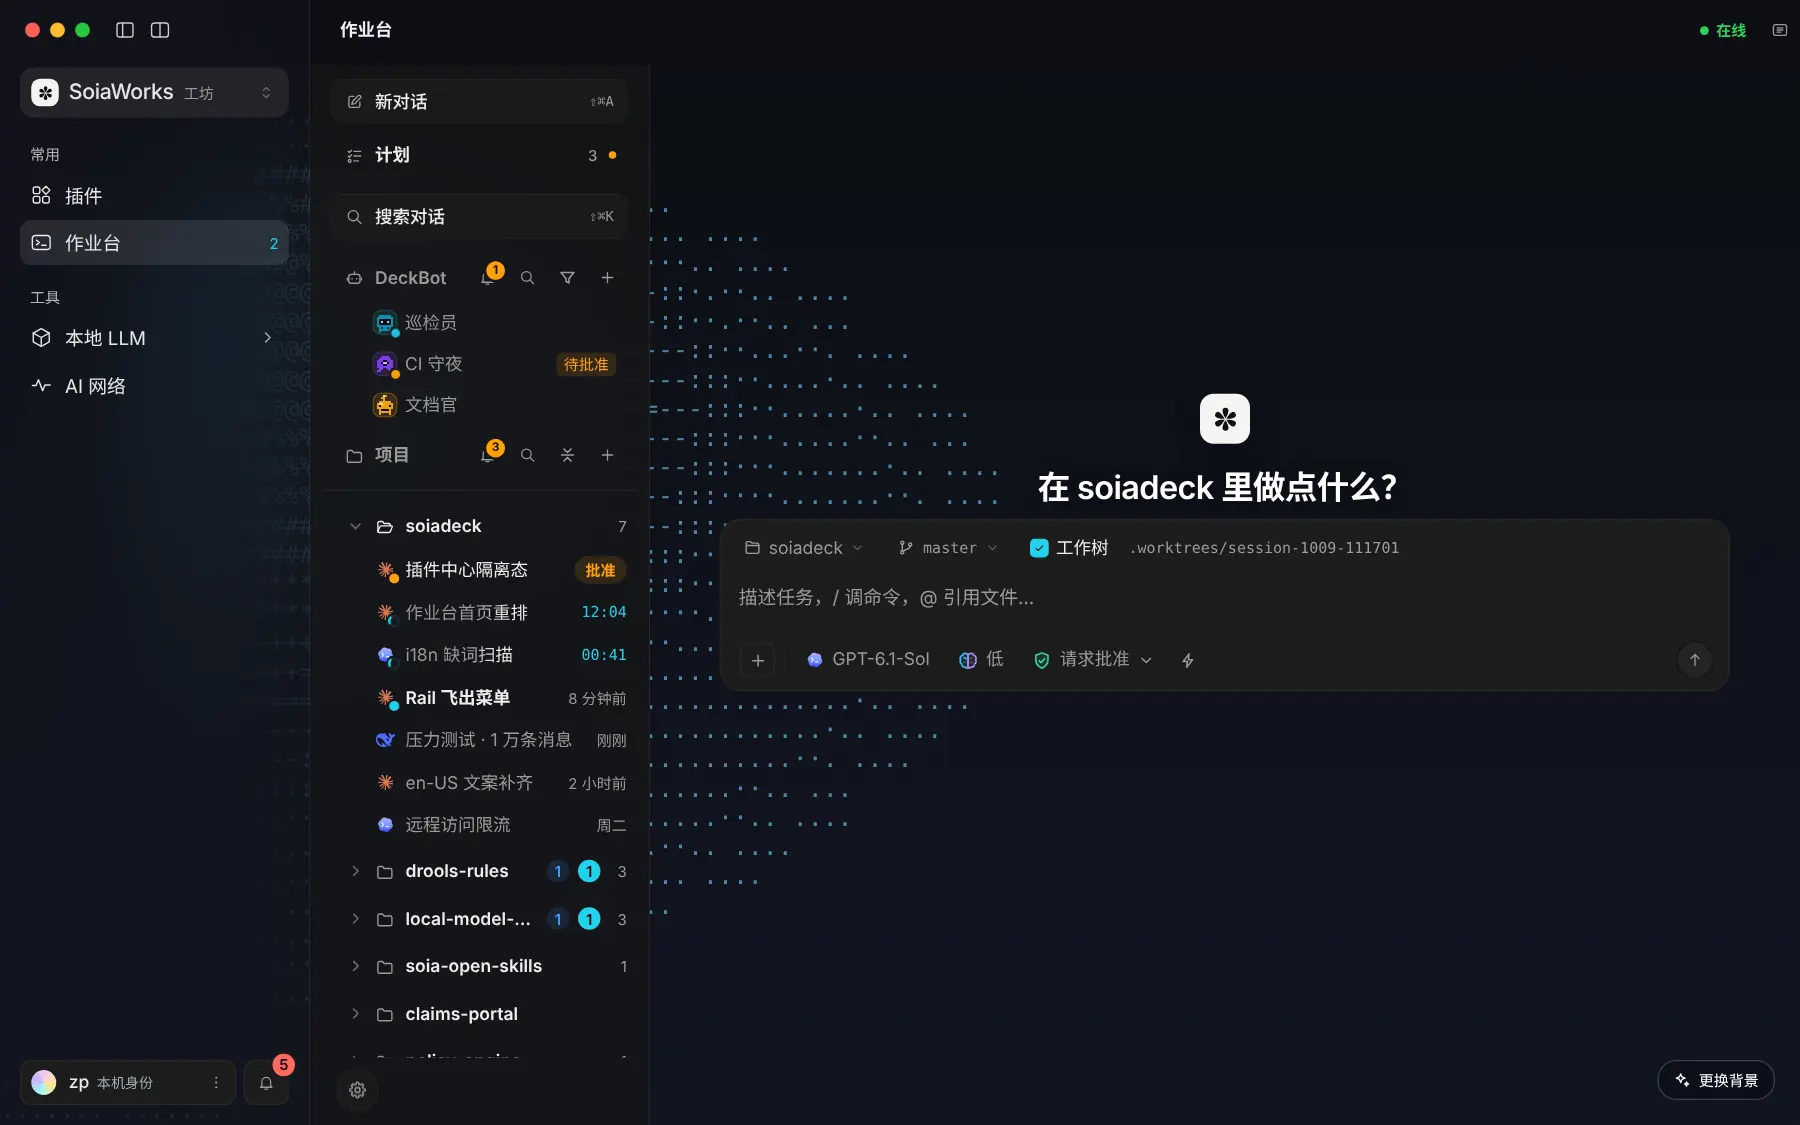 作业台
在线
SoiaWorks 工坊
常用
插件
作业台 2
工具
本地 LLM
AI 网络
zp 本机身份
5
新对话 ⇧⌘A
计划 3
搜索对话 ⇧⌘K
DeckBot 1
巡检员
CI 守夜 待批准
文档官
项目 3
soiadeck 7
插件中心隔离态 批准
作业台首页重排 12:04
i18n 缺词扫描 00:41
Rail 飞出菜单 8 分钟前
压力测试 · 1 万条消息 刚刚
en-US 文案补齐 2 小时前
远程访问限流 周二
drools-rules 1 1 3
local-model-... 1 1 3
soia-open-skills 1
claims-portal
在 soiadeck 里做点什么?
soiadeck master 工作树 .worktrees/session-1009-111701
描述任务，/ 调命令，@ 引用文件...
GPT-6.1-Sol 低 请求批准
更换背景